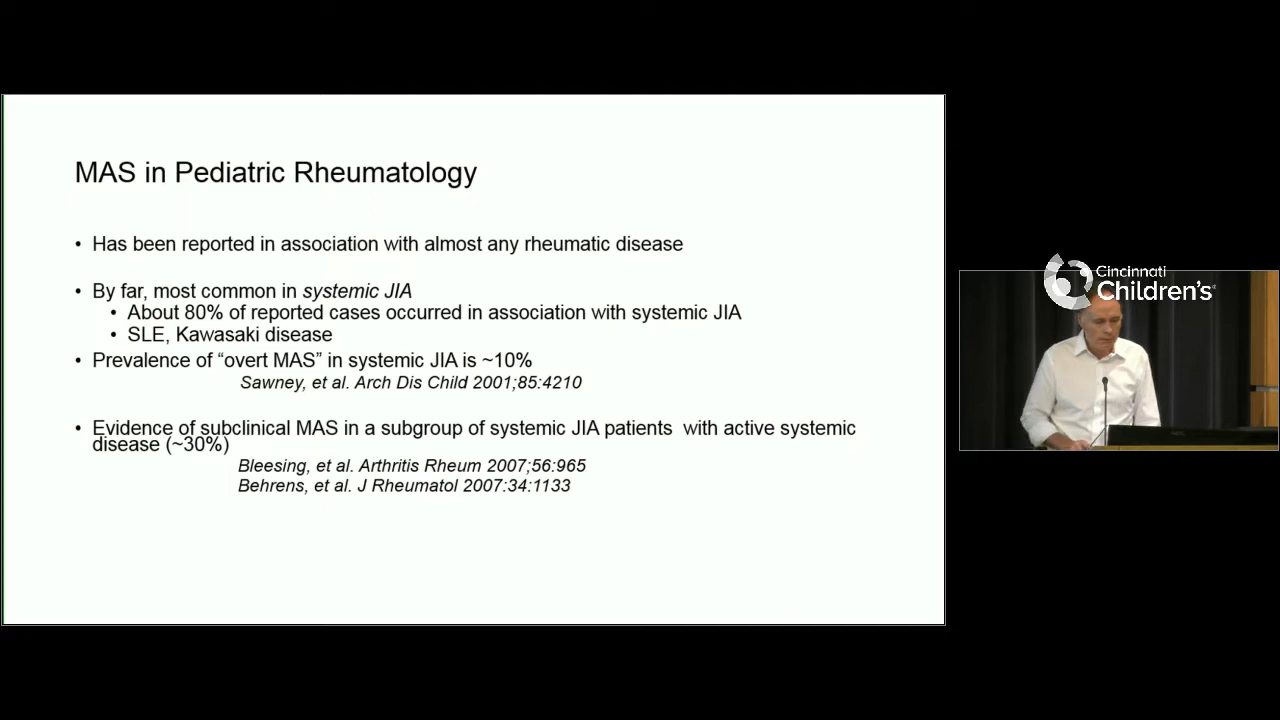 MAS in Pediatric Rheumatology
• Has been reported in association with almost any rheumatic disease
• By far, most common in systemic JIA
• About 80% of reported cases occurred in association with systemic JIA
• SLE, Kawasaki disease
• Prevalence of “overt MAS” in systemic JIA is ~10%
Sawney, et al. Arch Dis Child 2001;85:4210
• Evidence of subclinical MAS in a subgroup of systemic JIA patients with active systemic
disease (~30%)
Bleesing, et al. Arthritis Rheum 2007;56:965
Behrens, et al. J Rheumatol 2007:34:1133
Cincinnati
Children's